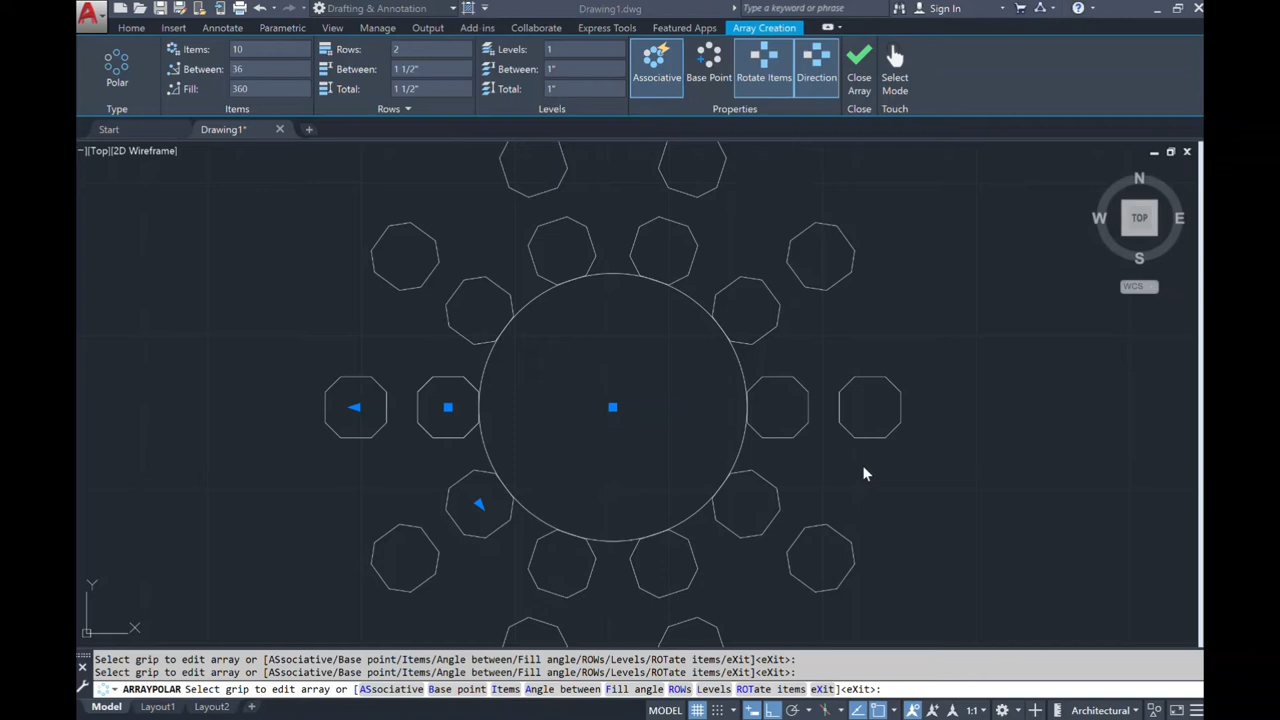 Drafting & Annotation
Drawing1.dwg
Type a keyword or phrase
Sign In
Home Insert Annotate Parametric View Manage Output Add-ins Collaborate Express Tools Featured Apps Array Creation
Polar
Type
Items: 10
Between: 36
Fill: 360
Items
Rows: 2
Between: 1 1/2"
Total: 1 1/2"
Rows
Levels: 1
Between: 1"
Total: 1"
Levels
Associative
Base Point
Rotate Items
Direction
Properties
Close
Array
Close
Select
Mode
Touch
Start
Drawing1*
–][Top][2D Wireframe]
N
W TOP E
S
WCS
Y
X
Select grip to edit array or [ASsociative/Base point/Items/Angle between/Fill angle/ROWs/Levels/ROTate items/eXit]<eXit>:
Select grip to edit array or [ASsociative/Base point/Items/Angle between/Fill angle/ROWs/Levels/ROTate items/eXit]<eXit>:
ARRAYPOLAR Select grip to edit array or [ASsociative Base point Items Angle between Fill angle ROWs Levels ROTate items eXit]<eXit>:
Model Layout1 Layout2
MODEL
1:1
Architectural